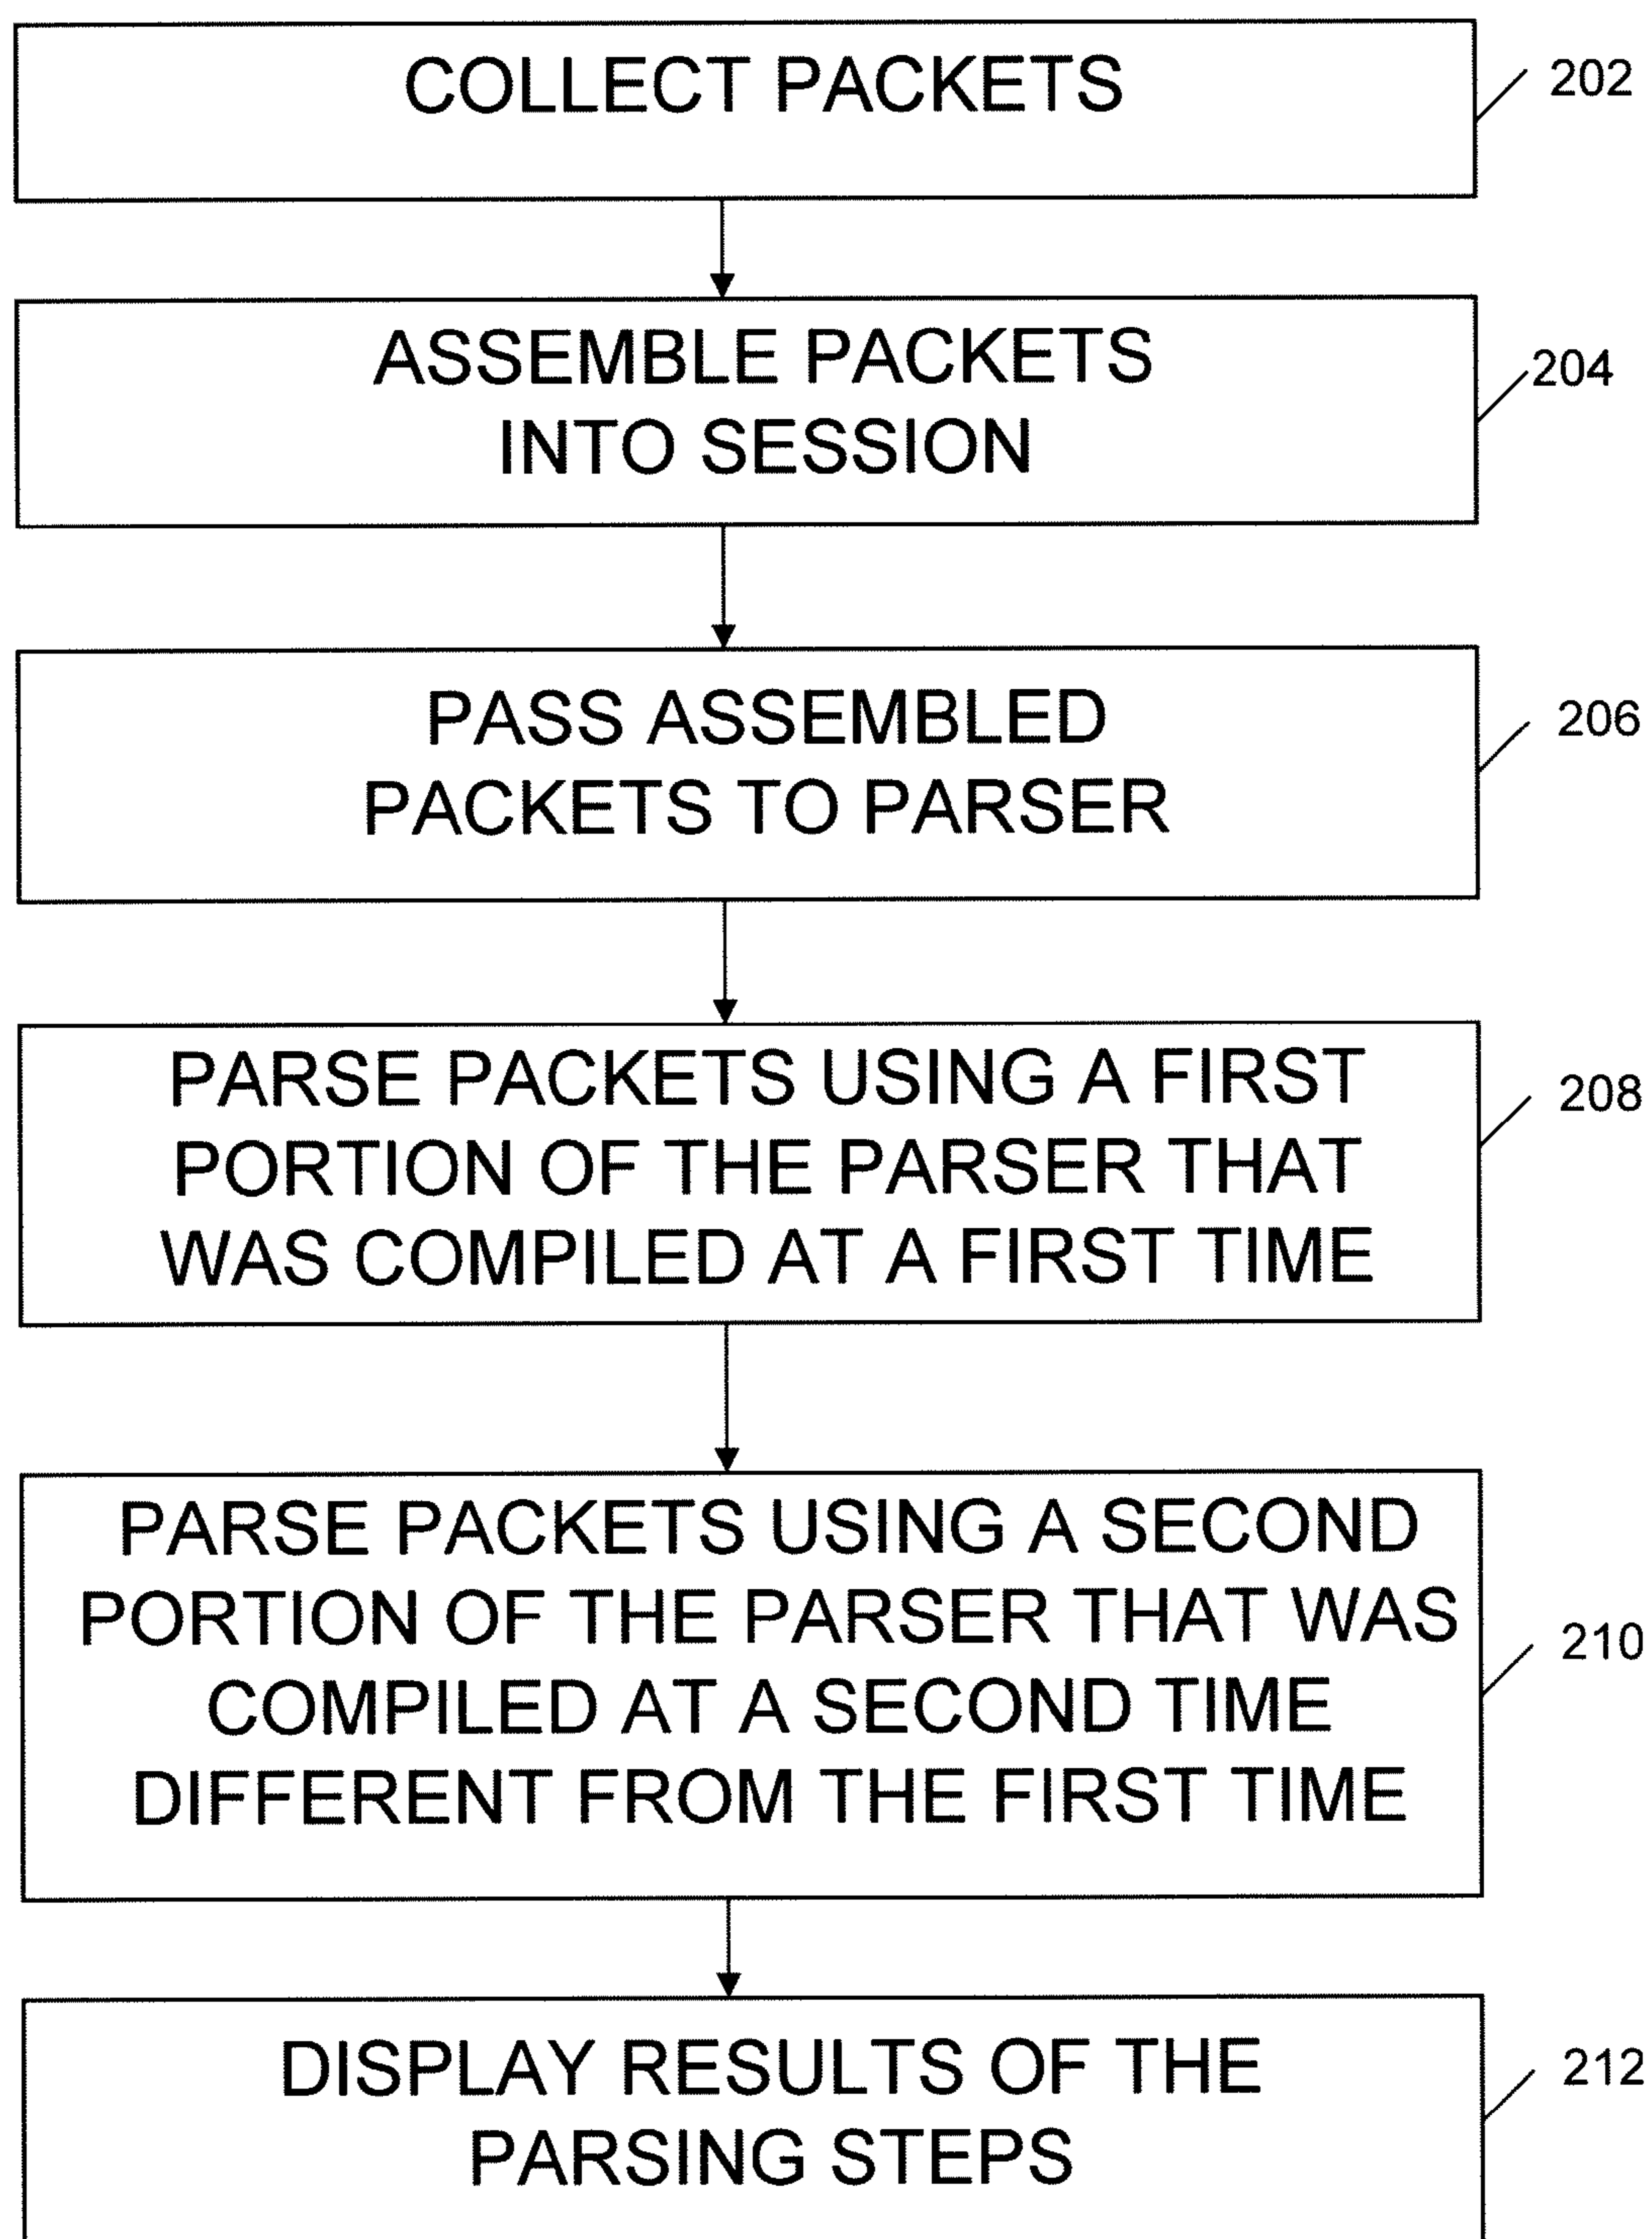 COLLECT PACKETS
202
ASSEMBLE PACKETS
INTO SESSION
204
PASS ASSEMBLED
PACKETS TO PARSER
206
PARSE PACKETS USING A FIRST
PORTION OF THE PARSER THAT
WAS COMPILED AT A FIRST TIME
208
PARSE PACKETS USING A SECOND
PORTION OF THE PARSER THAT WAS
COMPILED AT A SECOND TIME
DIFFERENT FROM THE FIRST TIME
210
DISPLAY RESULTS OF THE
PARSING STEPS
212